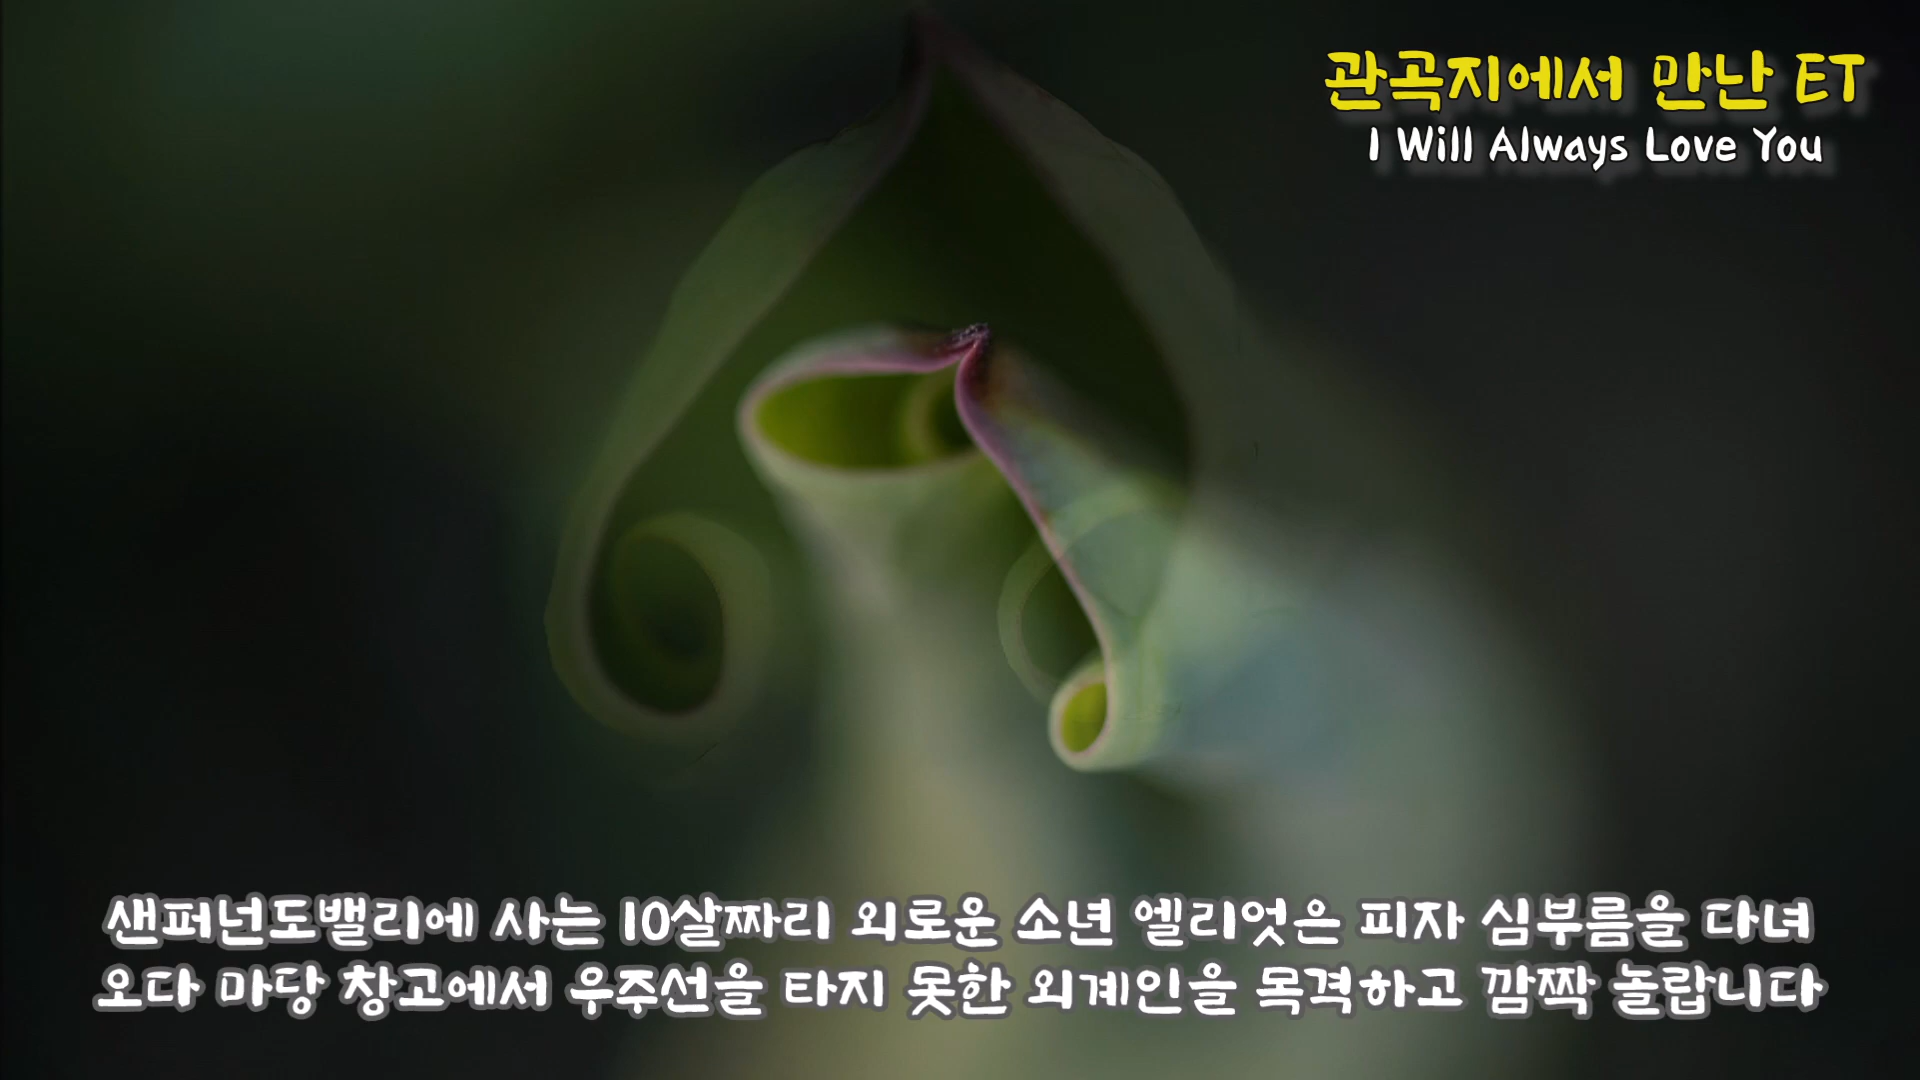 관곡지에서 만난 ET
I Will Always Love You
샌퍼넌도밸리에 사는 10살짜리 외로운 소년 엘리엇은 피자 심부름을 다녀
오다 마당 창고에서 우주선을 타지 못한 외계인을 목격하고 깜짝 놀랍니다